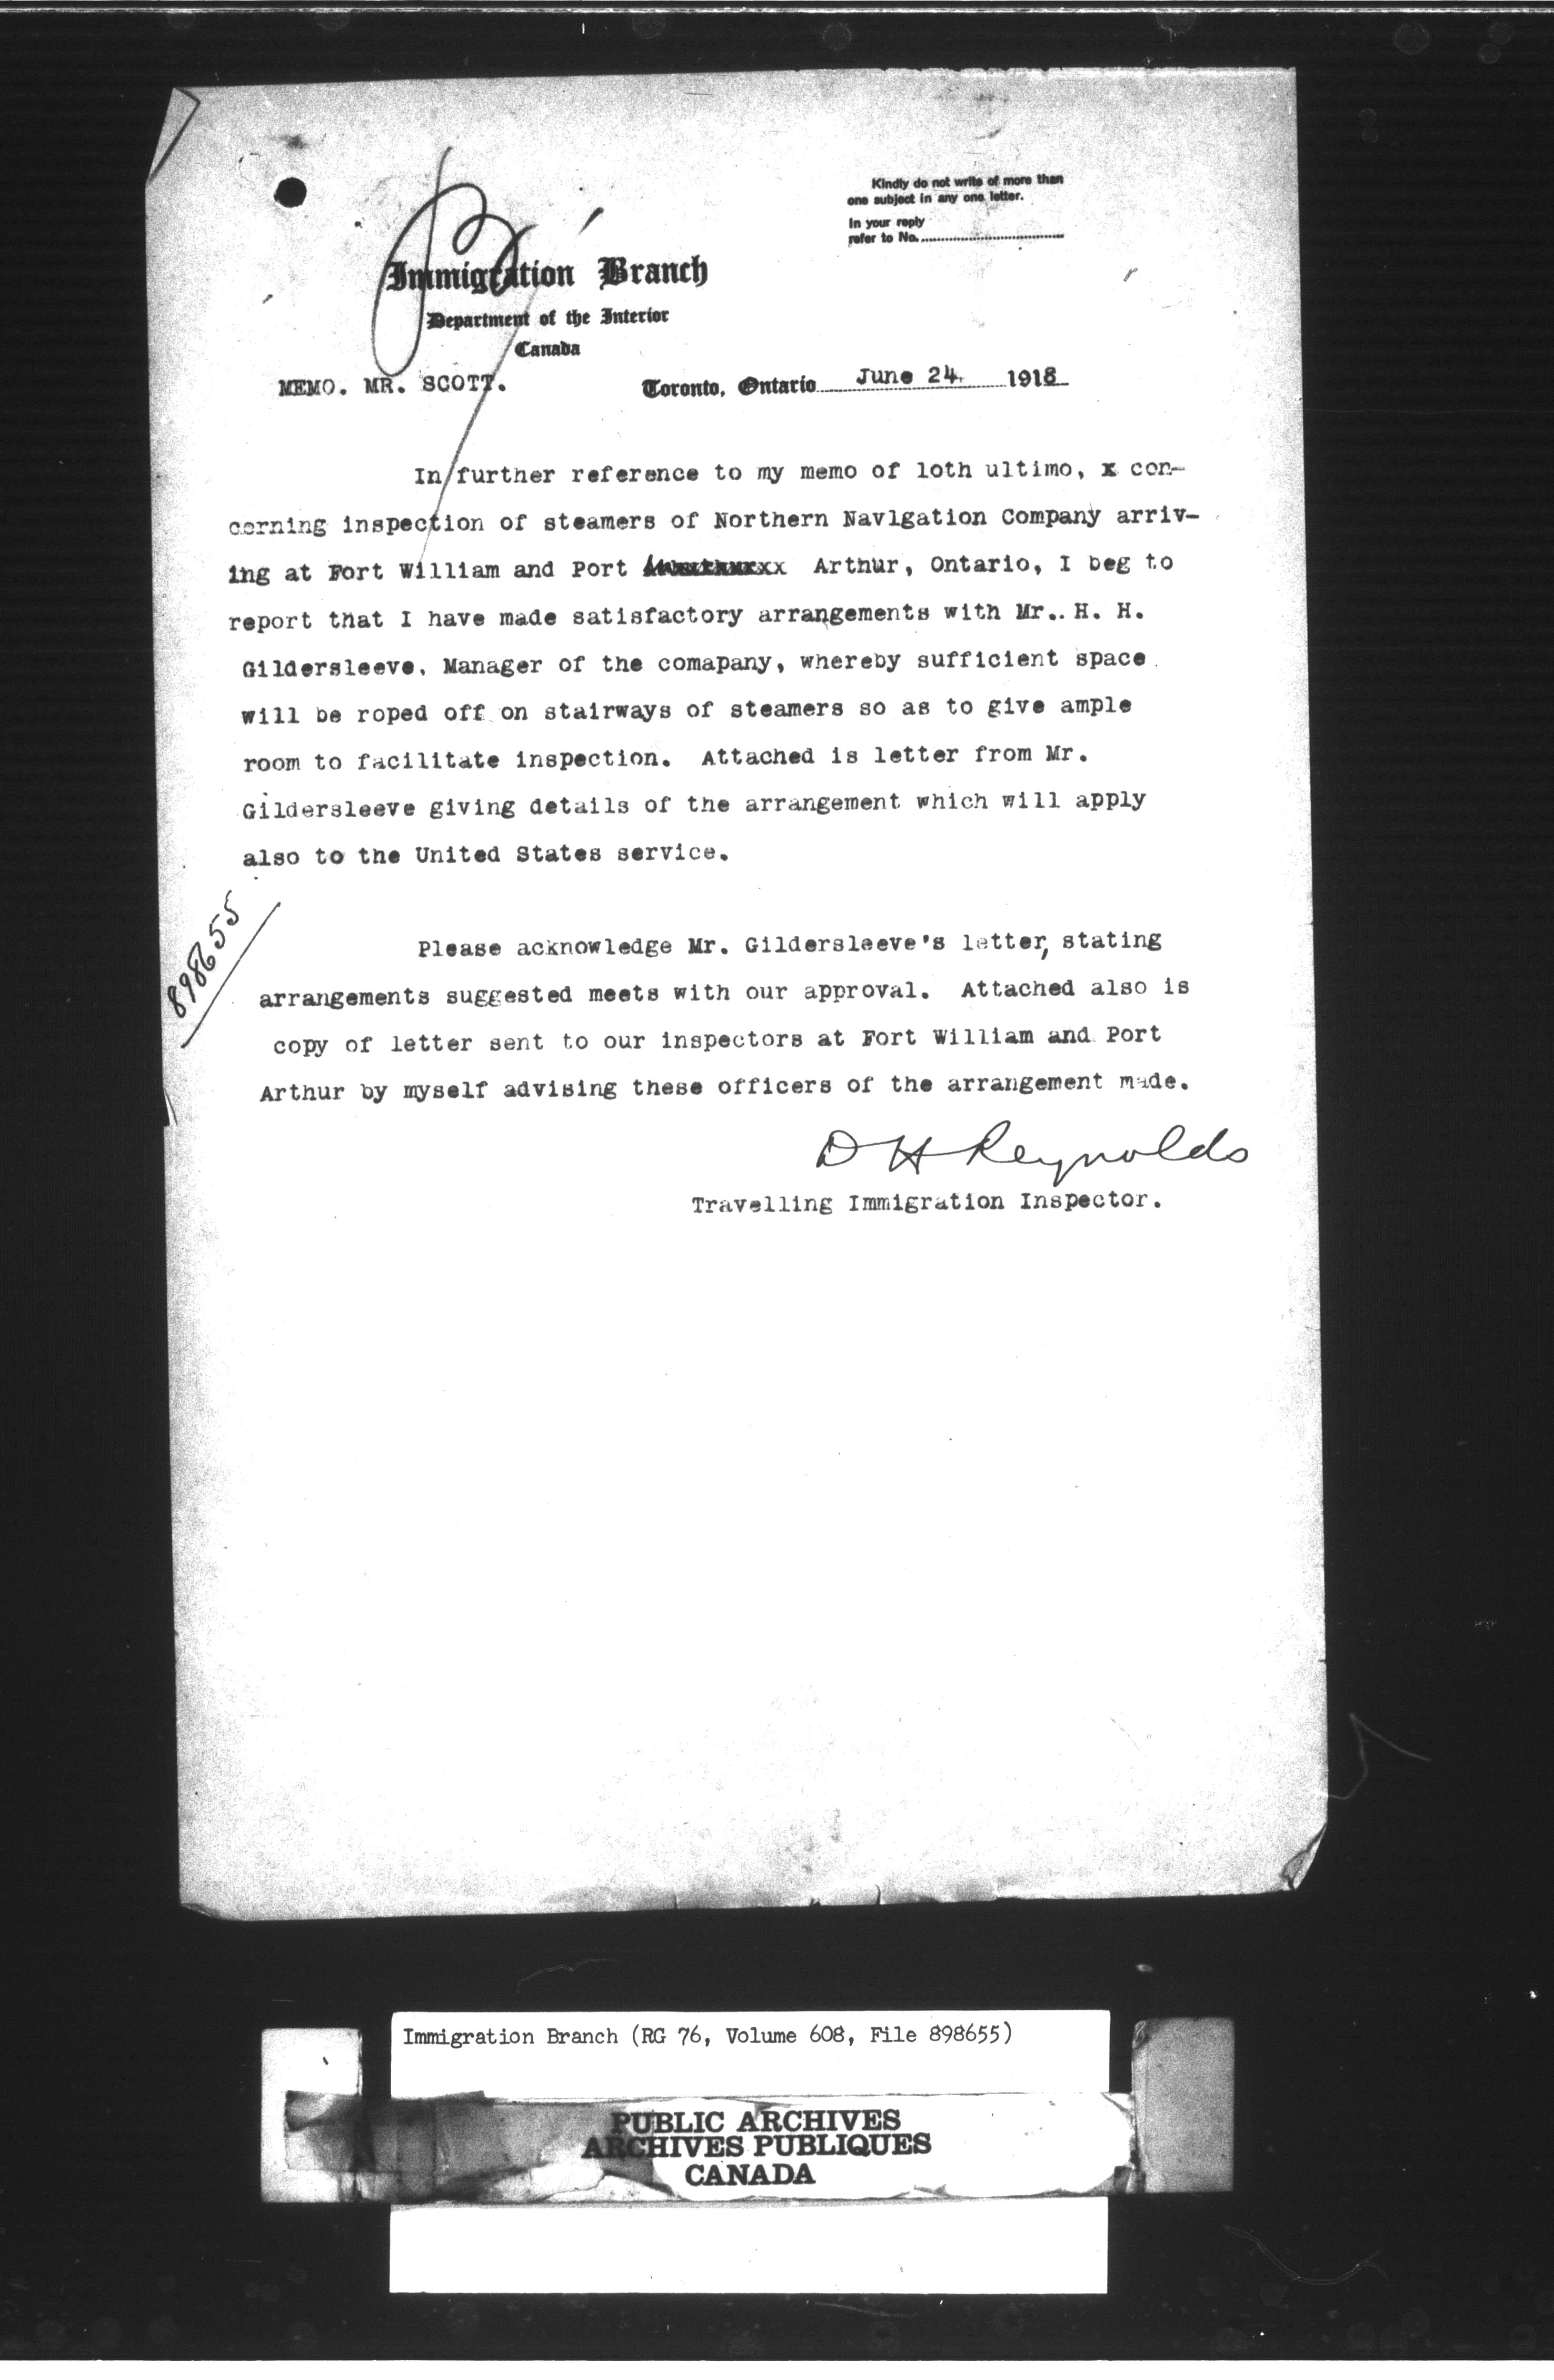 Kindly do not write of more than
one subject in any one letter.
In your reply
refer to No.
Immigration Branch
Department of the Interior
Canada
MEMO. MR. SCOTT.
Toronto, Ontario June 24. 1918
In further reference to my memo of loth ultimo, x con-
cerning inspection of steamers of Northern Navigation Company arriv-
ing at Fort William and Port Arthur, Ontario, I beg to
report that I have made satisfactory arrangements with Mr.. H. H.
Gildersleeve, Manager of the comapany, whereby sufficient space
will be roped off on stairways of steamers so as to give ample
room to facilitate inspection. Attached is letter from Mr.
Gildersleeve giving details of the arrangement which will apply
also to the United States service.
898655
Please acknowledge Mr. Gildersleeve's letter, stating
arrangements suggested meets with our approval. Attached also is
copy of letter sent to our inspectors at Fort William and Port
Arthur by myself advising these officers of the arrangement made.
D H Reynolds
Travelling Immigration Inspector.
Immigration Branch (RG 76, Volume 608, File 898655)
PUBLIC ARCHIVES
ARCHIVES PUBLIQUES
CANADA